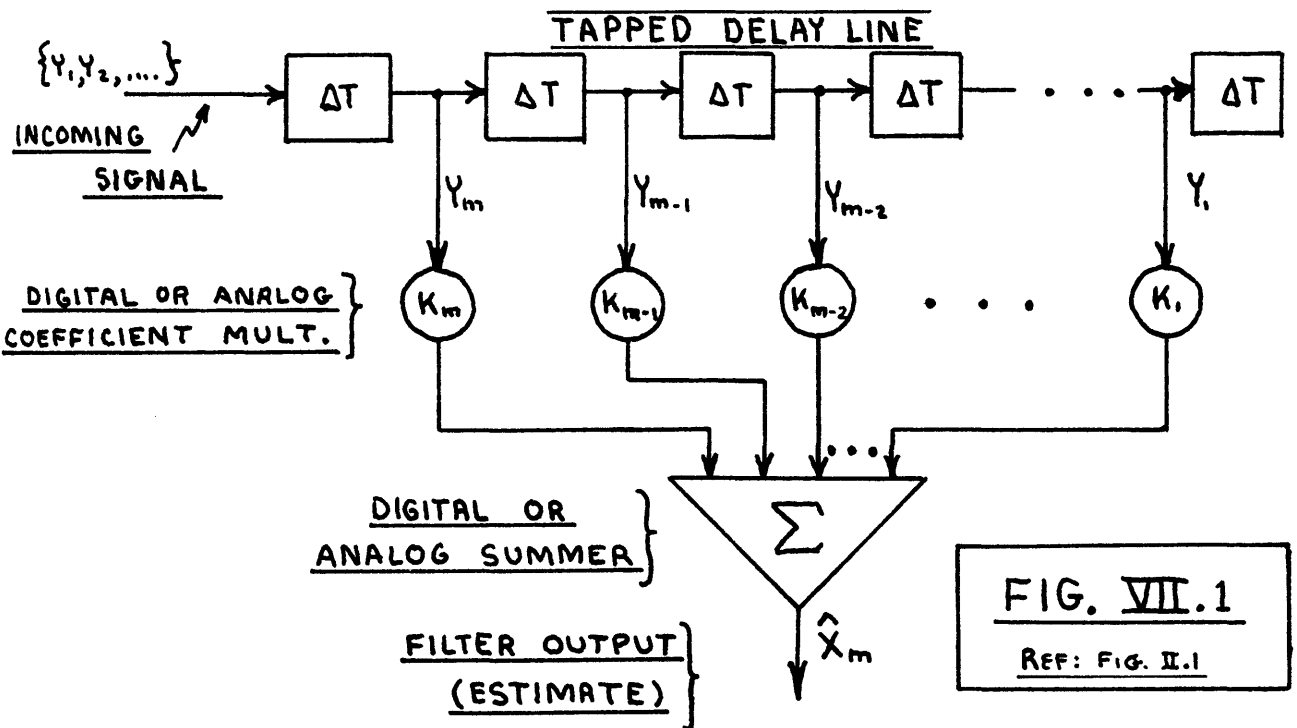 TAPPED DELAY LINE
{Y₁,Y₂,....}
ΔT ΔT ΔT ΔT . . . ΔT
INCOMING
SIGNAL
Yₘ Yₘ₋₁ Yₘ₋₂ Y₁
DIGITAL OR ANALOG
COEFFICIENT MULT.
Kₘ Kₘ₋₁ Kₘ₋₂ . . . K₁
...
DIGITAL OR
ANALOG SUMMER
Σ
FILTER OUTPUT
(ESTIMATE)
X̂ₘ
FIG. VII.1
REF: FIG. II.1